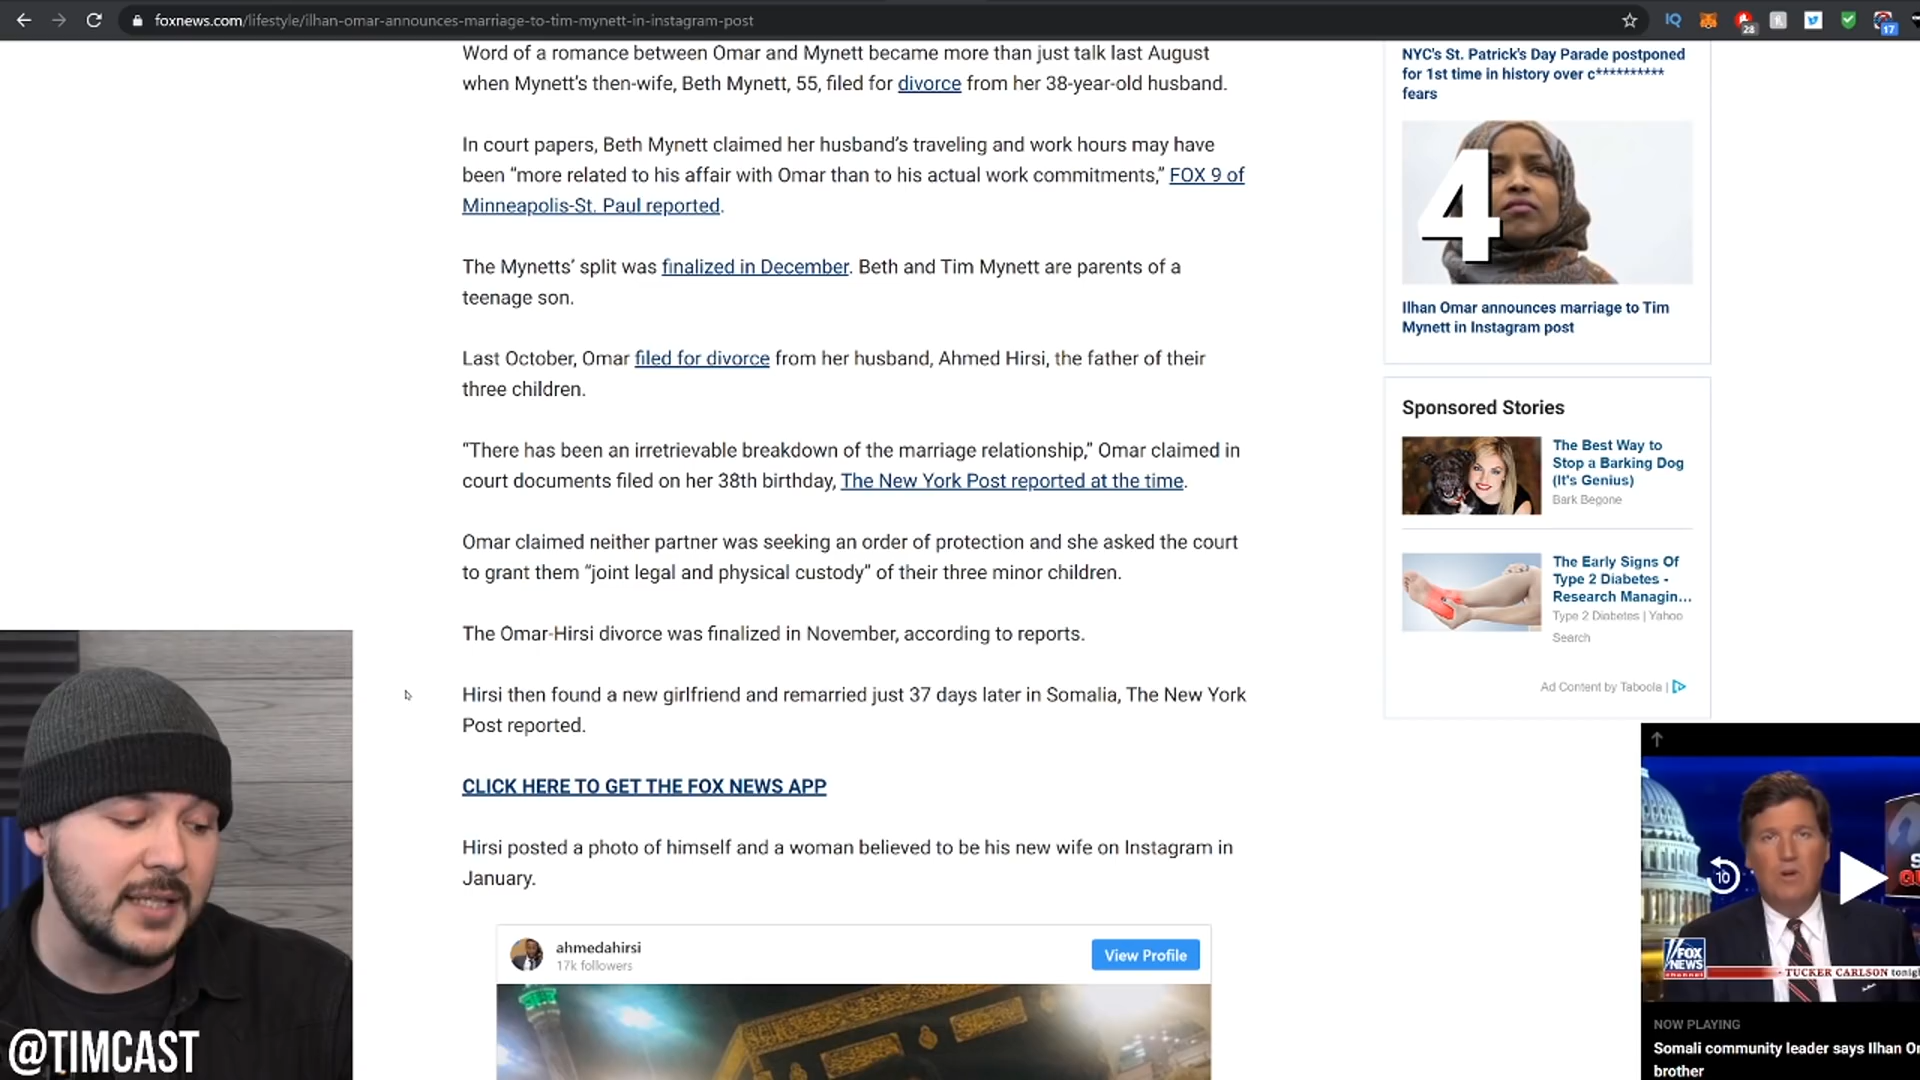 foxnews.com/lifestyle/ilhan-omar-announces-marriage-to-tim-mynett-in-instagram-post
28
17
Word of a romance between Omar and Mynett became more than just talk last August
when Mynett's then-wife, Beth Mynett, 55, filed for divorce from her 38-year-old husband.
In court papers, Beth Mynett claimed her husband's traveling and work hours may have
been “more related to his affair with Omar than to his actual work commitments,” FOX 9 of
Minneapolis-St. Paul reported.
The Mynetts’ split was finalized in December. Beth and Tim Mynett are parents of a
teenage son.
Last October, Omar filed for divorce from her husband, Ahmed Hirsi, the father of their
three children.
“There has been an irretrievable breakdown of the marriage relationship,” Omar claimed in
court documents filed on her 38th birthday, The New York Post reported at the time.
Omar claimed neither partner was seeking an order of protection and she asked the court
to grant them “joint legal and physical custody” of their three minor children.
The Omar-Hirsi divorce was finalized in November, according to reports.
Hirsi then found a new girlfriend and remarried just 37 days later in Somalia, The New York
Post reported.
CLICK HERE TO GET THE FOX NEWS APP
Hirsi posted a photo of himself and a woman believed to be his new wife on Instagram in
January.
ahmedahirsi
17k followers
View Profile
NYC's St. Patrick's Day Parade postponed
for 1st time in history over c**********
fears
4
Ilhan Omar announces marriage to Tim
Mynett in Instagram post
Sponsored Stories
The Best Way to
Stop a Barking Dog
(It's Genius)
Bark Begone
The Early Signs Of
Type 2 Diabetes -
Research Managin…
Type 2 Diabetes | Yahoo
Search
Ad Content by Taboola |
10
FOX
NEWS
channel
TUCKER CARLSON tonight
NOW PLAYING
Somali community leader says Ilhan Or
brother
@TIMCAST